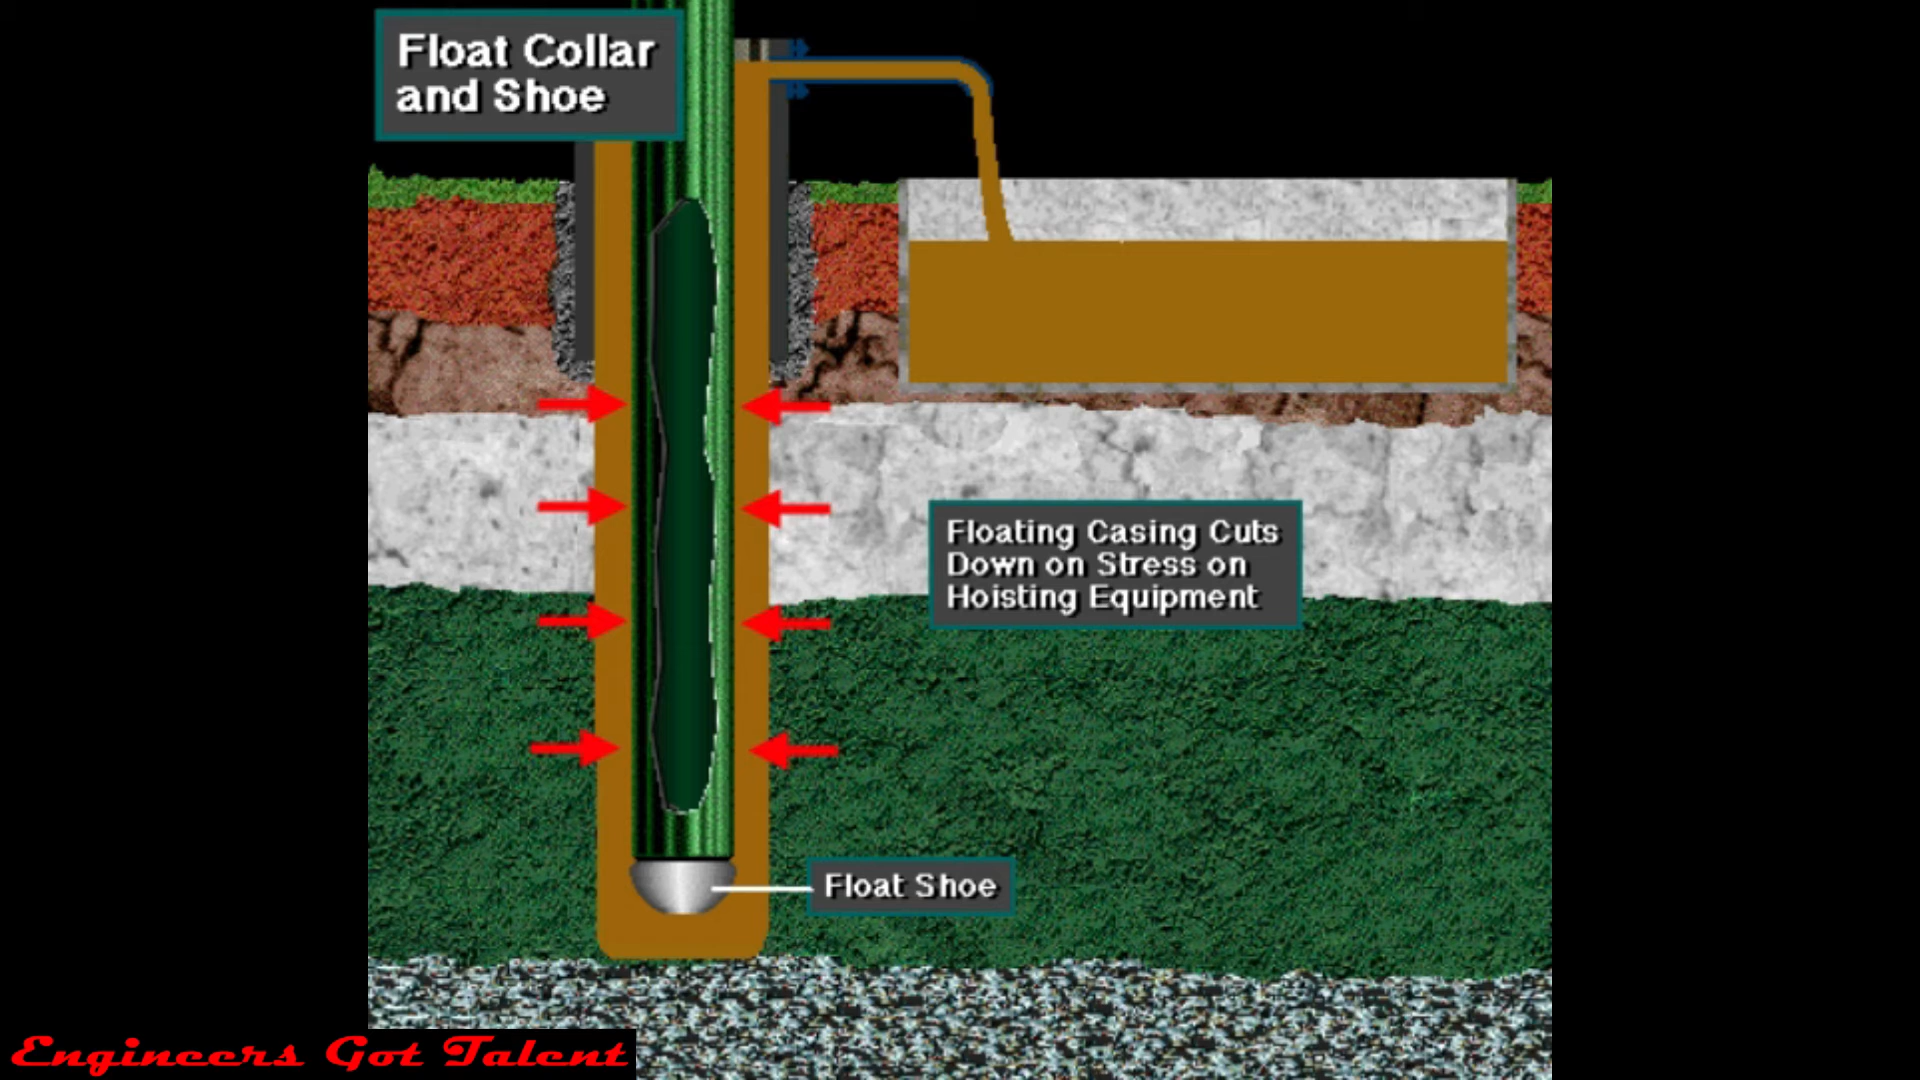 Float Collar
and Shoe
Floating Casing Cuts
Down on Stress on
Hoisting Equipment
Float Shoe
Engineers Got Talent